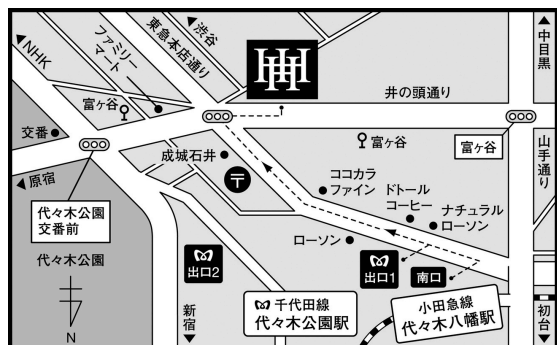 NHK
ファミリー
マート
東急本店通り
渋谷
HHH
井の頭通り
中目黒
富ヶ谷
交番
富ヶ谷
富ヶ谷
山手通り
成城石井
原宿
ココカラ
ファイン
ドトール
コーヒー
ナチュラル
ローソン
代々木公園
交番前
ローソン
代々木公園
出口2
出口1
南口
千代田線
代々木公園駅
小田急線
代々木八幡駅
新宿
初台
N